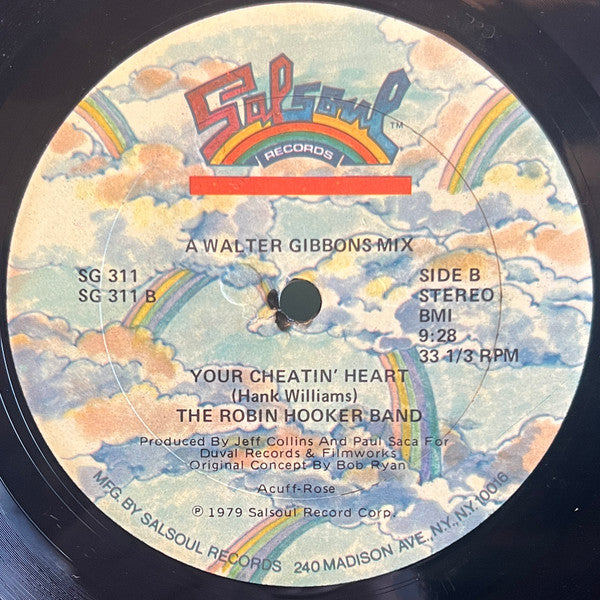 Salsoul™
RECORDS
A WALTER GIBBONS MIX
SG 311
SG 311 B
SIDE B
STEREO
BMI
9:28
33 1/3 RPM
YOUR CHEATIN' HEART
(Hank Williams)
THE ROBIN HOOKER BAND
Produced By Jeff Collins And Paul Saca For
Duval Records & Filmworks
Original Concept By Bob Ryan
Acuff-Rose
℗ 1979 Salsoul Record Corp.
MFG. BY SALSOUL RECORDS 240 MADISON AVE., NY., NY. 10016